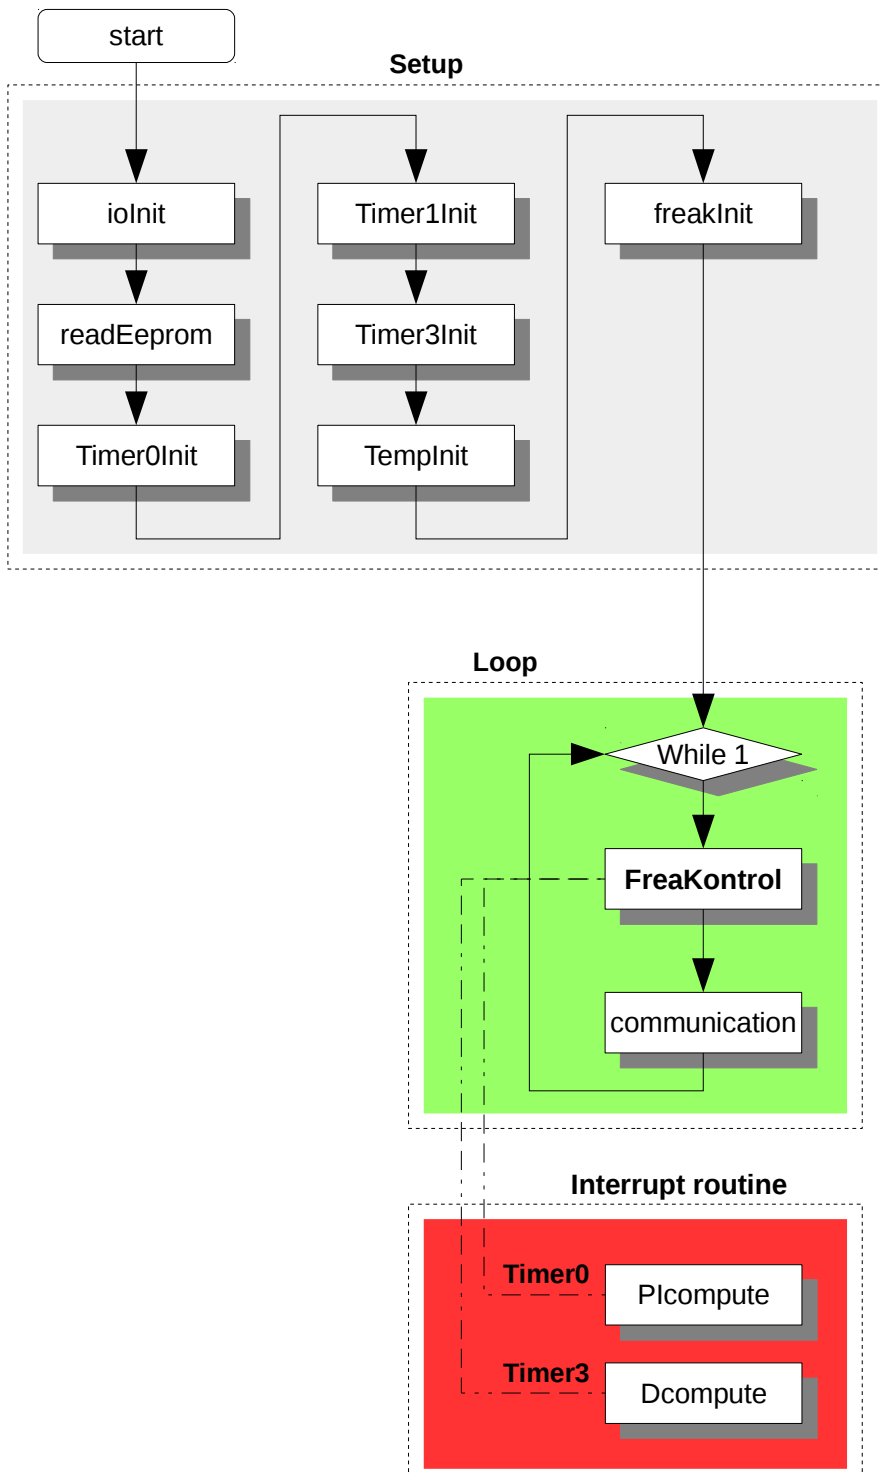 start
Setup
ioInit
readEeprom
Timer0Init
Timer1Init
Timer3Init
TempInit
freakInit
Loop
While 1
FreaKontrol
communication
Interrupt routine
Timer0
PIcompute
Timer3
Dcompute